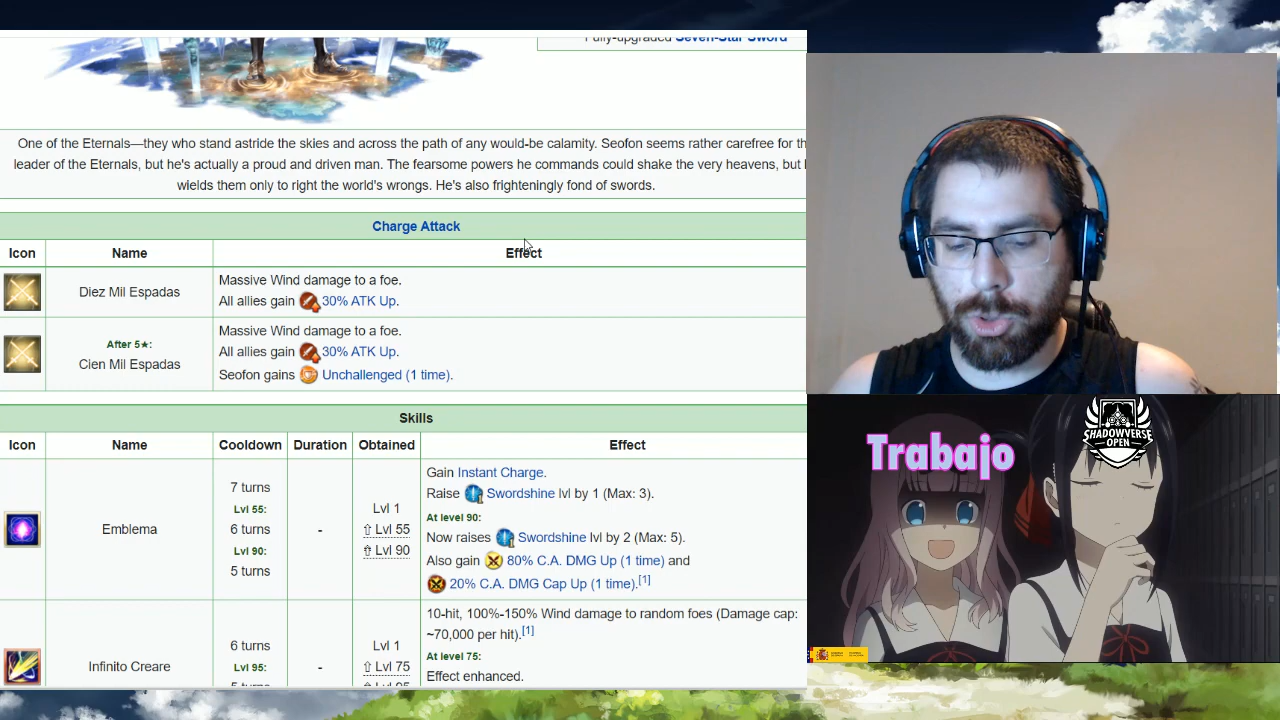 Fully-upgraded Seven-Star Sword
One of the Eternals—they who stand astride the skies and across the path of any would-be calamity. Seofon seems rather carefree for th
leader of the Eternals, but he's actually a proud and driven man. The fearsome powers he commands could shake the very heavens, but
wields them only to right the world's wrongs. He's also frighteningly fond of swords.
Charge Attack
Icon Name Effect
Diez Mil Espadas
Massive Wind damage to a foe.
All allies gain 30% ATK Up.
After 5★:
Cien Mil Espadas
Massive Wind damage to a foe.
All allies gain 30% ATK Up.
Seofon gains Unchallenged (1 time).
Skills
Icon Name Cooldown Duration Obtained Effect
Emblema
7 turns
Lvl 55:
6 turns
Lvl 90:
5 turns
-
Lvl 1
⇧ Lvl 55
⇧ Lvl 90
Gain Instant Charge.
Raise Swordshine lvl by 1 (Max: 3).
At level 90:
Now raises Swordshine lvl by 2 (Max: 5).
Also gain 80% C.A. DMG Up (1 time) and
20% C.A. DMG Cap Up (1 time).[1]
Infinito Creare
6 turns
Lvl 95:
5 turns
-
Lvl 1
⇧ Lvl 75
⇧ Lvl 95
10-hit, 100%-150% Wind damage to random foes (Damage cap:
~70,000 per hit).[1]
At level 75:
Effect enhanced.
Trabajo
SHADOWVERSE
OPEN